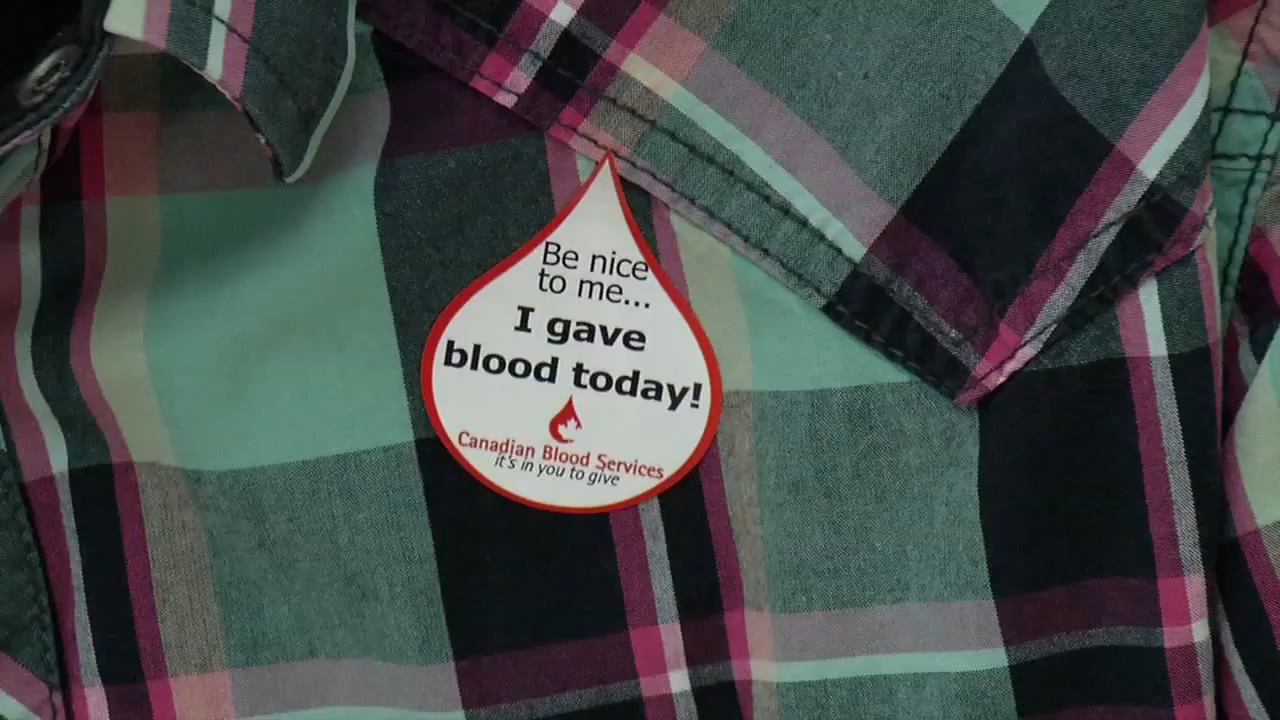 Be nice
to me...
I gave
blood today!
Canadian Blood Services
it's in you to give